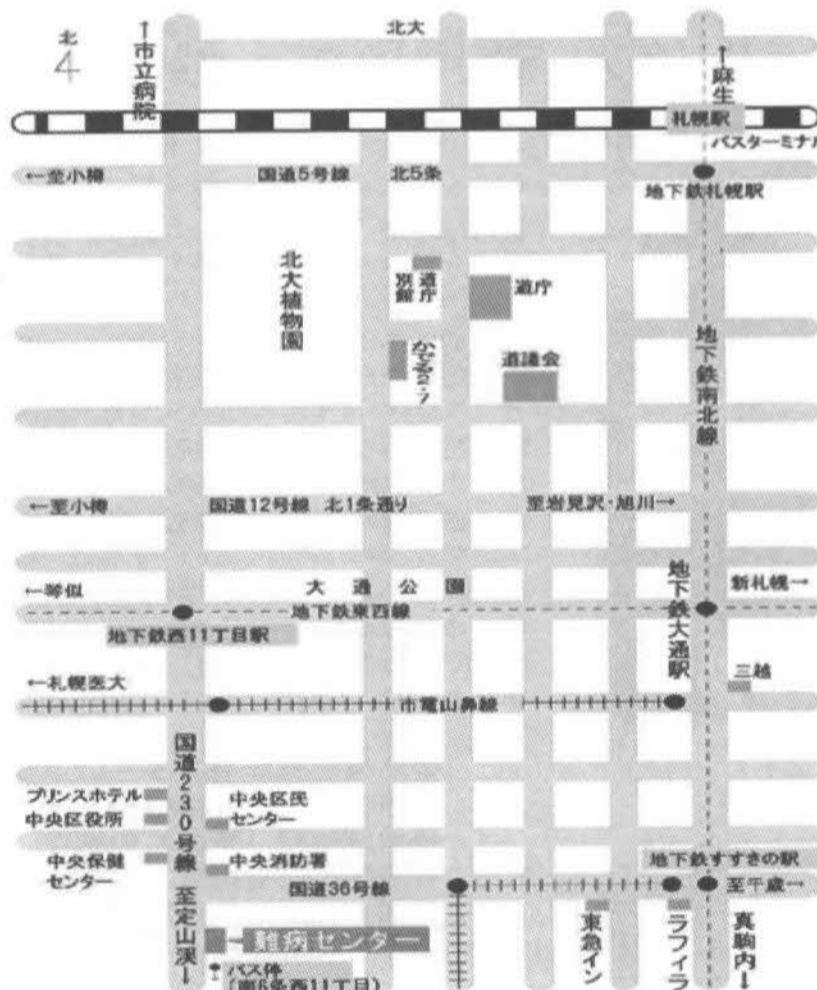 北
4
↑市立病院
北大
↑麻生
札幌駅
バスターミナル
←至小樽
国道5号線 北5条
地下鉄札幌駅
北大植物園
道庁別館
道庁
かでる2・7
道議会
地下鉄南北線
←至小樽
国道12号線 北1条通り
至岩見沢・旭川→
←琴似
大通公園
新札幌→
地下鉄東西線
地下鉄大通駅
地下鉄西11丁目駅
三越
←札幌医大
市電山鼻線
国道230号線
至定山渓↓
プリンスホテル
中央区役所
中央保健
センター
中央区民
センター
中央消防署
地下鉄すすきの駅
国道36号線
至千歳→
難病センター
バス停
(南6条西11丁目)
東急イン
ラフィラ
真駒内↓